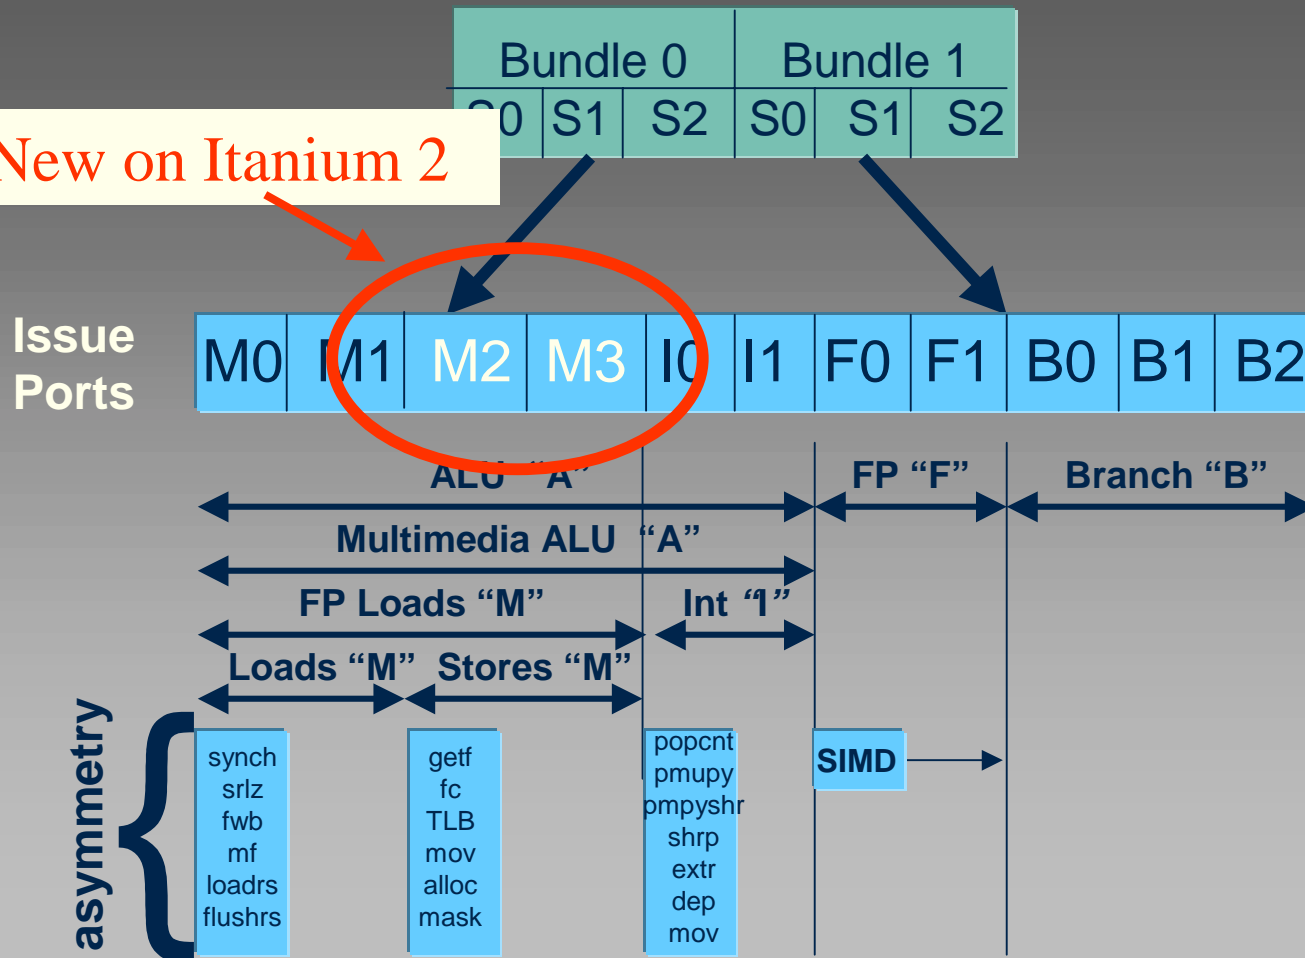 Bundle 0 Bundle 1
S0 S1 S2 S0 S1 S2
New on Itanium 2
Issue
Ports
M0 M1 M2 M3 I0 I1 F0 F1 B0 B1 B2
ALU “A” FP “F” Branch “B”
Multimedia ALU “A”
FP Loads “M” Int “I”
Loads “M” Stores “M”
asymmetry
{
synch
srlz
fwb
mf
loadrs
flushrs
getf
fc
TLB
mov
alloc
mask
popcnt
pmupy
pmpyshr
shrp
extr
dep
mov
SIMD